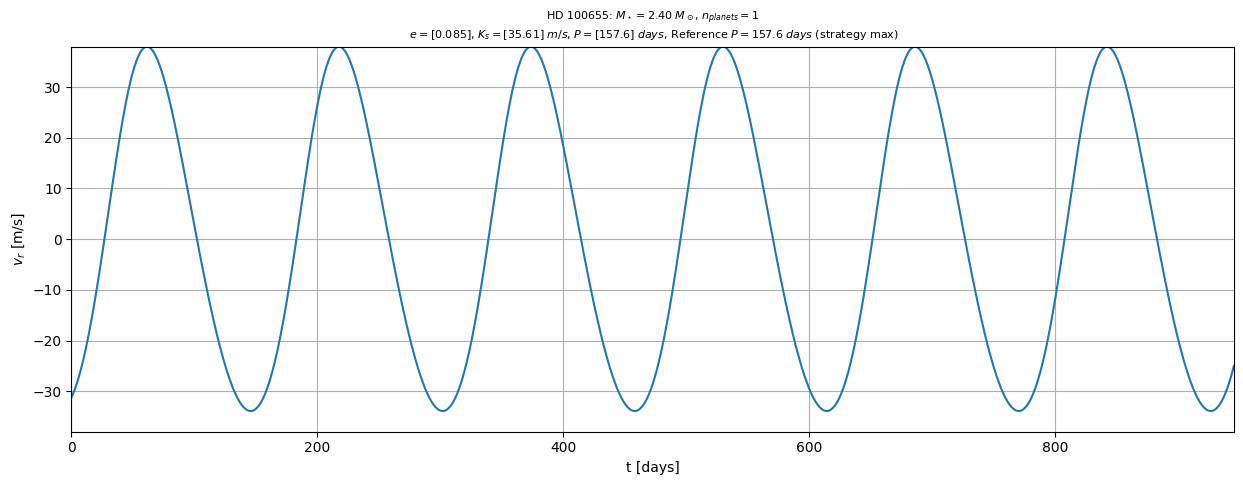 HD 100655: $M_\star = 2.40\ M_\odot$, $n_{planets} = 1$
$e = [0.085]$, $K_s = [35.61]\ m/s$, $P = [157.6]\ days$, Reference $P = 157.6\ days$ (strategy max)
30
20
10
0
−10
−20
−30
$v_r$ [m/s]
0 200 400 600 800
t [days]